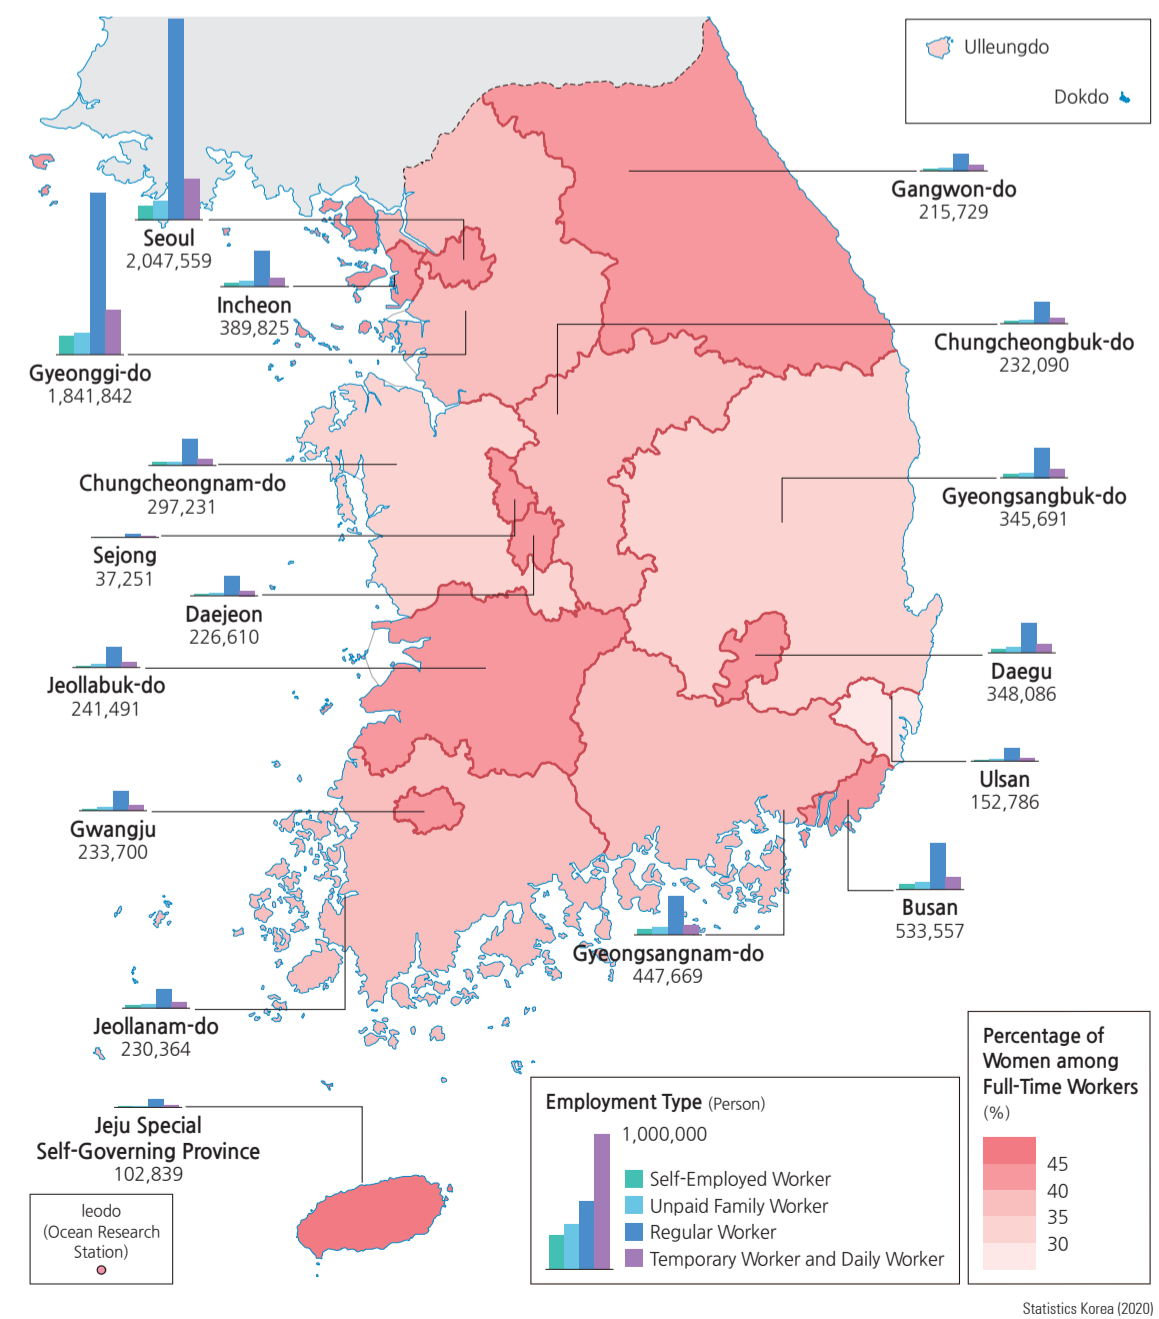 Ulleungdo
Dokdo
Gangwon-do
215,729
Seoul
2,047,559
Incheon
389,825
Gyeonggi-do
1,841,842
Chungcheongbuk-do
232,090
Chungcheongnam-do
297,231
Gyeongsangbuk-do
345,691
Sejong
37,251
Daejeon
226,610
Jeollabuk-do
241,491
Daegu
348,086
Ulsan
152,786
Gwangju
233,700
Busan
533,557
Gyeongsangnam-do
447,669
Jeollanam-do
230,364
Jeju Special
Self-Governing Province
102,839
Ieodo
(Ocean Research
Station)
Employment Type (Person)
1,000,000
Self-Employed Worker
Unpaid Family Worker
Regular Worker
Temporary Worker and Daily Worker
Percentage of
Women among
Full-Time Workers
(%)
45
40
35
30
Statistics Korea (2020)